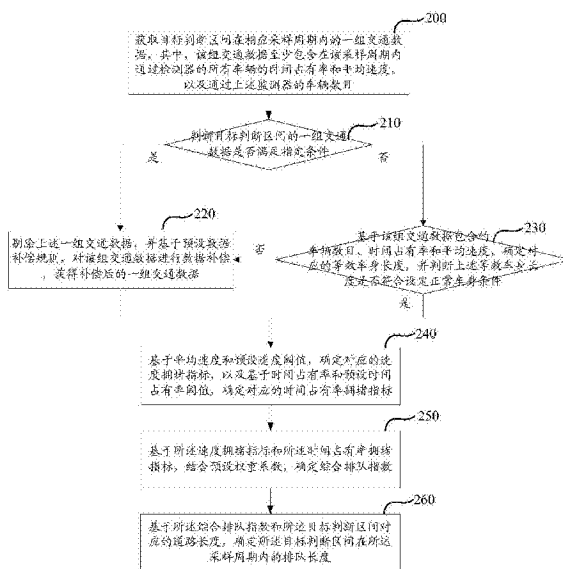 200
获取目标判断区间在相应采样周期内的一组交通数
据，其中，该组交通数据至少包含在该采样周期内
通过检测器的所有车辆的时间占有率和平均速度，
以及通过上述监测器的车辆数目
210
判断目标判断区间的一组交通
数据是否满足指定条件
是
否
220
剔除上述一组交通数据，并基于预设数据
补偿规则，对该组交通数据进行数据补偿
，获得补偿后的一组交通数据
否
230
基于该组交通数据包含的
车辆数目、时间占有率和平均速度，确定对
应的等效车身长度，并判断上述等效车身长
度是否符合设定正常车身条件
是
240
基于平均速度和预设速度阈值，确定对应的速
度拥堵指标，以及基于时间占有率和预设时间
占有率阈值，确定对应的时间占有率拥堵指标
250
基于所述速度拥堵指标和所述时间占有率拥堵
指标，结合预设权重系数，确定综合排队指数
260
基于所述综合排队指数和所述目标判断区间对
应的道路长度，确定所述目标判断区间在所述
采样周期内的排队长度